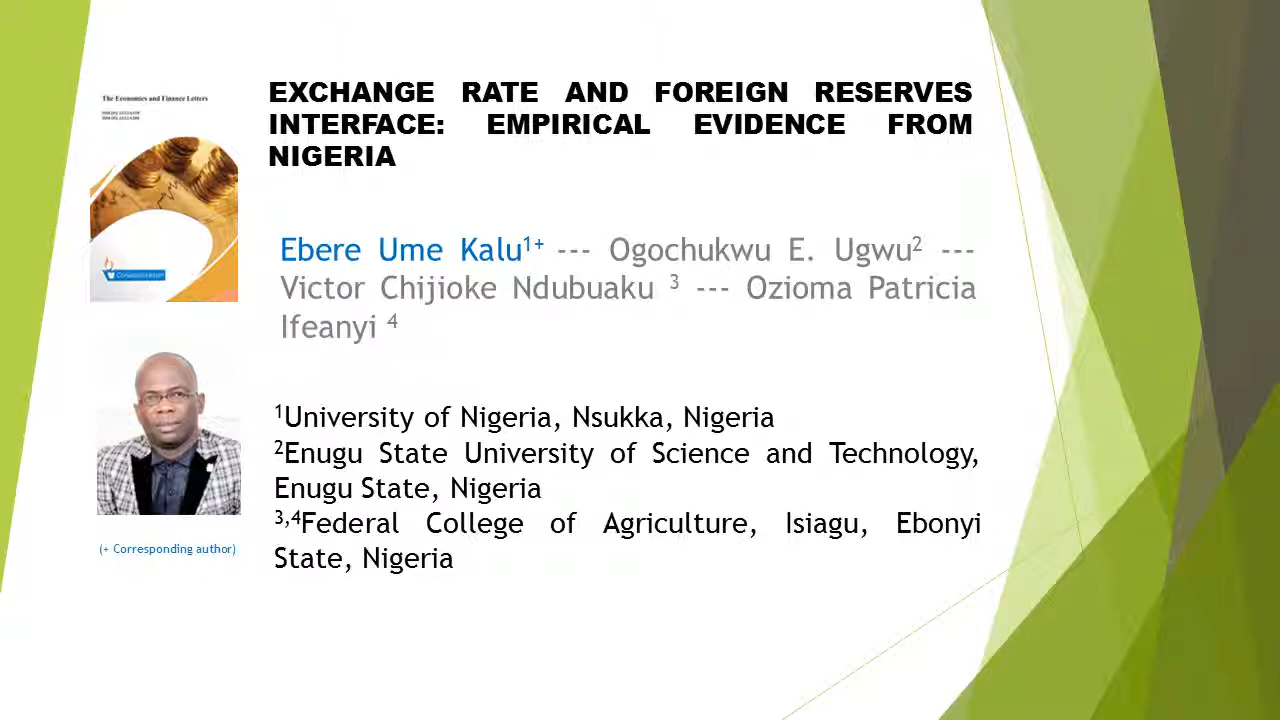 The Economics and Finance Letters
EXCHANGE RATE AND FOREIGN RESERVES
INTERFACE: EMPIRICAL EVIDENCE FROM
NIGERIA
Ebere Ume Kalu1+ --- Ogochukwu E. Ugwu2 ---
Victor Chijioke Ndubuaku 3 --- Ozioma Patricia
Ifeanyi 4
1University of Nigeria, Nsukka, Nigeria
2Enugu State University of Science and Technology,
Enugu State, Nigeria
3,4Federal College of Agriculture, Isiagu, Ebonyi
State, Nigeria
(+ Corresponding author)